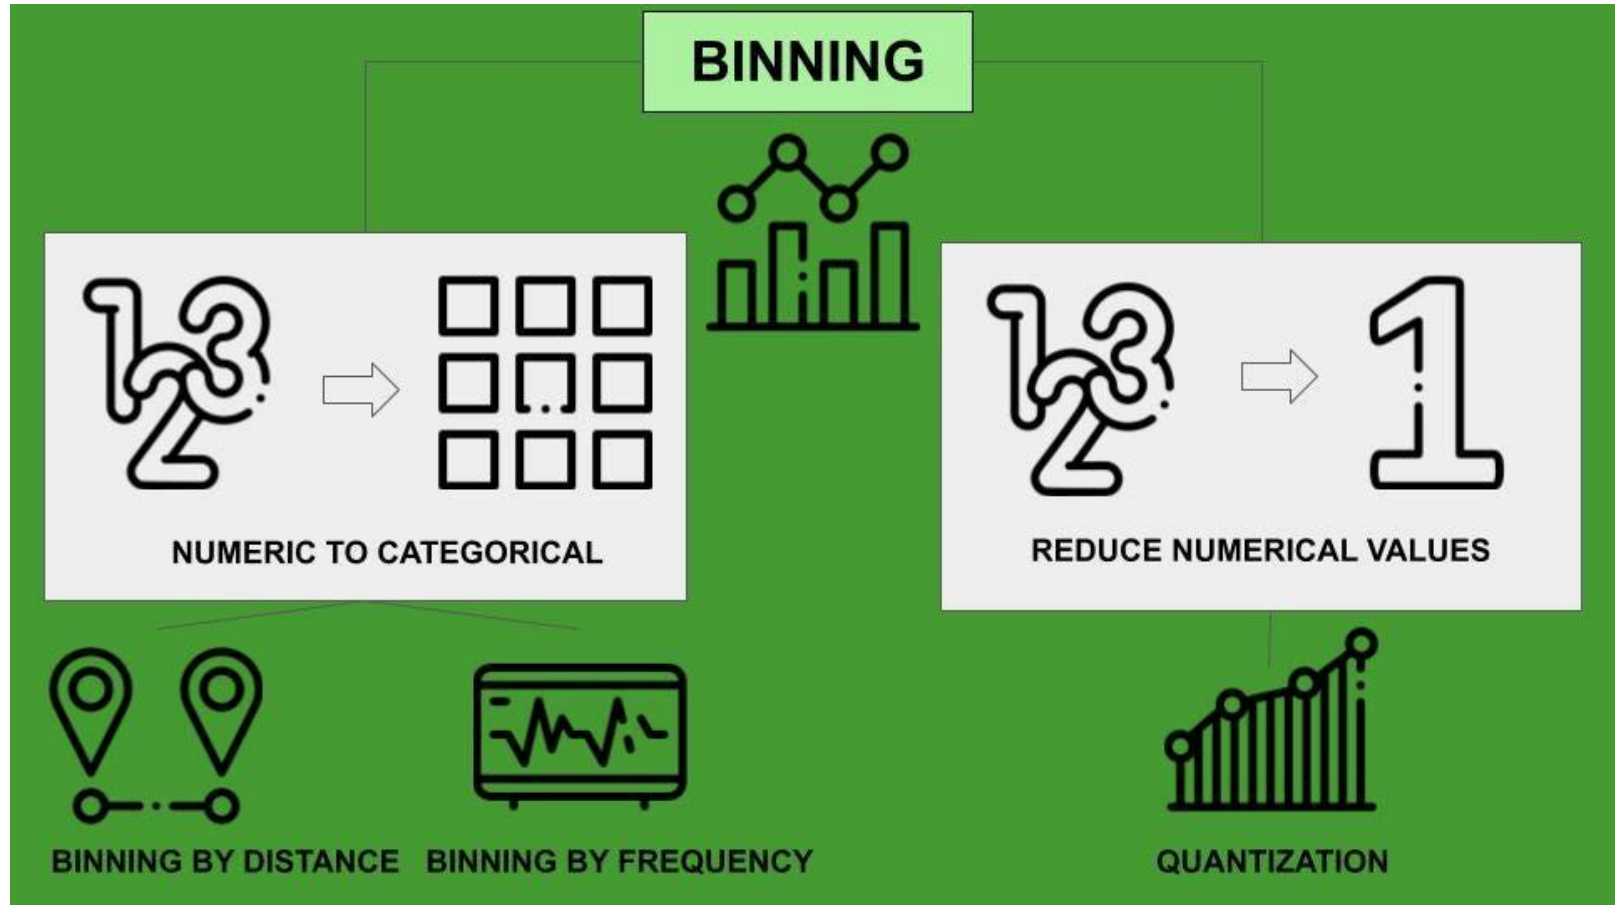 BINNING
NUMERIC TO CATEGORICAL
REDUCE NUMERICAL VALUES
BINNING BY DISTANCE
BINNING BY FREQUENCY
QUANTIZATION